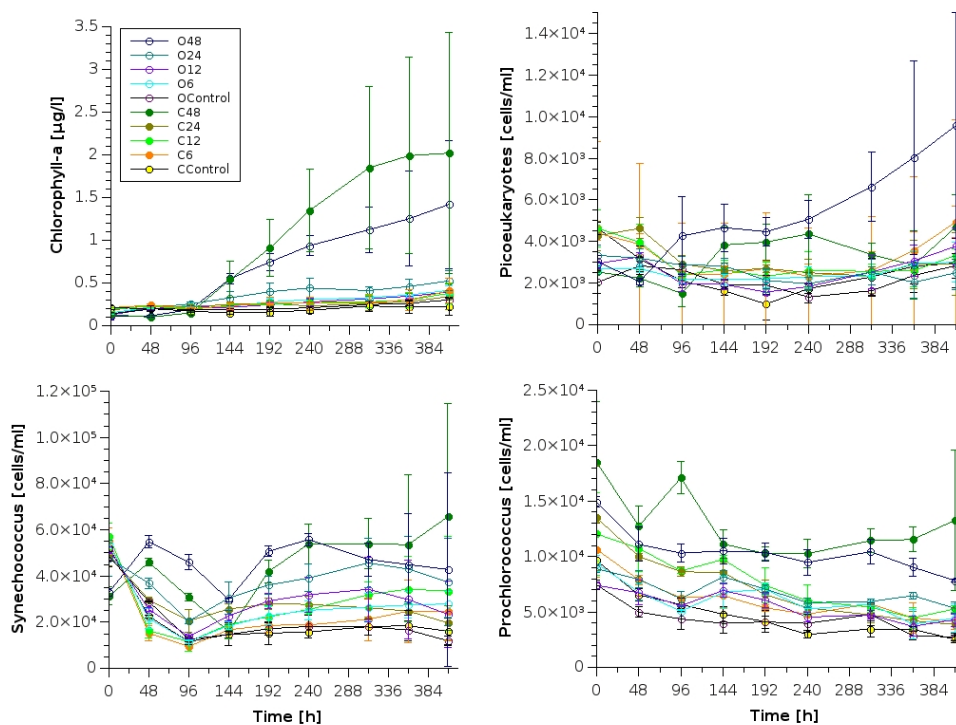 Chlorophyll-a [µg/l]
3.5
3
2.5
2
1.5
1
0.5
0
O48
O24
O12
O6
OControl
C48
C24
C12
C6
CControl
0 48 96 144 192 240 288 336 384
Picoeukaryotes [cells/ml]
1.4×10⁴
1.2×10⁴
1.0×10⁴
8.0×10³
6.0×10³
4.0×10³
2.0×10³
0
0 48 96 144 192 240 288 336 384
Synechococcus [cells/ml]
1.2×10⁵
1.0×10⁵
8.0×10⁴
6.0×10⁴
4.0×10⁴
2.0×10⁴
0
0 48 96 144 192 240 288 336 384
Time [h]
Prochlorococcus [cells/ml]
2.5×10⁴
2.0×10⁴
1.5×10⁴
1.0×10⁴
5.0×10³
0
0 48 96 144 192 240 288 336 384
Time [h]